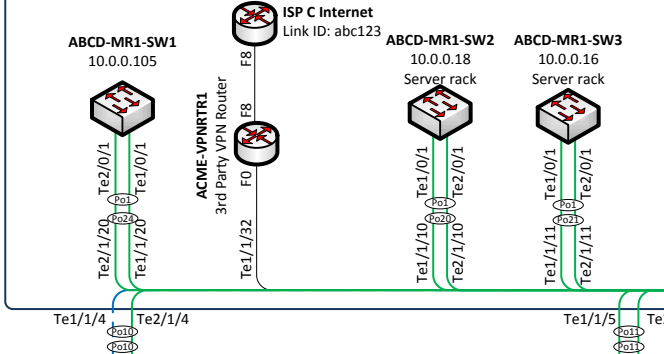 ISP C Internet
Link ID: abc123
ABCD-MR1-SW1
10.0.0.105
ABCD-MR1-SW2
10.0.0.18
Server rack
ABCD-MR1-SW3
10.0.0.16
Server rack
F8
F8
ACME-VPNRTR1
3rd Party VPN Router
F0
Te2/0/1
Te1/0/1
Po1
Po24
Te2/1/20
Te1/1/20
Te1/1/32
Te1/0/1
Te2/0/1
Po1
Po20
Te1/1/10
Te2/1/10
Te1/0/1
Te2/0/1
Po1
Po21
Te1/1/11
Te2/1/11
Te1/1/4
Te2/1/4
Po10
Po10
Te1/1/5
Po11
Po11